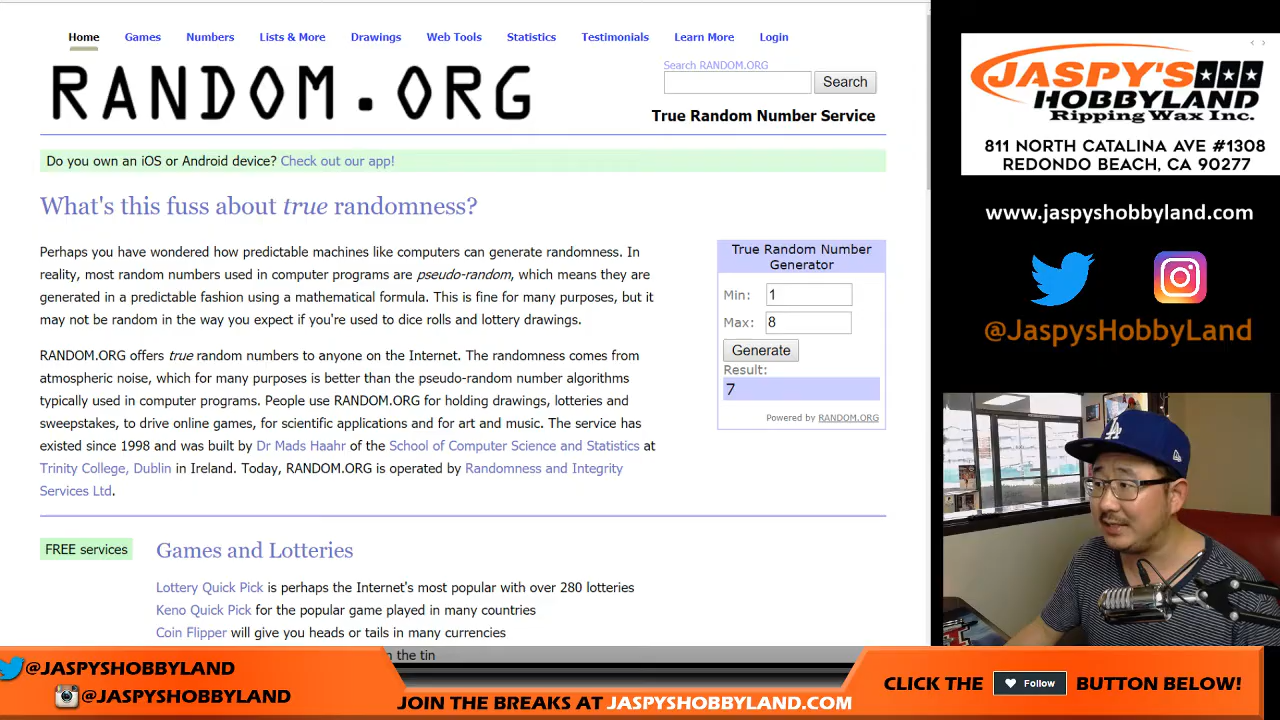 Home Games Numbers Lists & More Drawings Web Tools Statistics Testimonials Learn More Login
RANDOM.ORG
Search RANDOM.ORG
Search
True Random Number Service
Do you own an iOS or Android device? Check out our app!
What's this fuss about true randomness?
Perhaps you have wondered how predictable machines like computers can generate randomness. In
reality, most random numbers used in computer programs are pseudo-random, which means they are
generated in a predictable fashion using a mathematical formula. This is fine for many purposes, but it
may not be random in the way you expect if you're used to dice rolls and lottery drawings.
RANDOM.ORG offers true random numbers to anyone on the Internet. The randomness comes from
atmospheric noise, which for many purposes is better than the pseudo-random number algorithms
typically used in computer programs. People use RANDOM.ORG for holding drawings, lotteries and
sweepstakes, to drive online games, for scientific applications and for art and music. The service has
existed since 1998 and was built by Dr Mads Haahr of the School of Computer Science and Statistics at
Trinity College, Dublin in Ireland. Today, RANDOM.ORG is operated by Randomness and Integrity
Services Ltd.
True Random Number
Generator
Min: 1
Max: 8
Generate
Result:
7
Powered by RANDOM.ORG
FREE services
Games and Lotteries
Lottery Quick Pick is perhaps the Internet's most popular with over 280 lotteries
Keno Quick Pick for the popular game played in many countries
Coin Flipper will give you heads or tails in many currencies
n the tin
JASPY'S
HOBBYLAND
Ripping Wax Inc.
811 NORTH CATALINA AVE #1308
REDONDO BEACH, CA 90277
www.jaspyshobbyland.com
@JaspysHobbyLand
LA
@JASPYSHOBBYLAND
@JASPYSHOBBYLAND
JOIN THE BREAKS AT JASPYSHOBBYLAND.COM
CLICK THE Follow BUTTON BELOW!